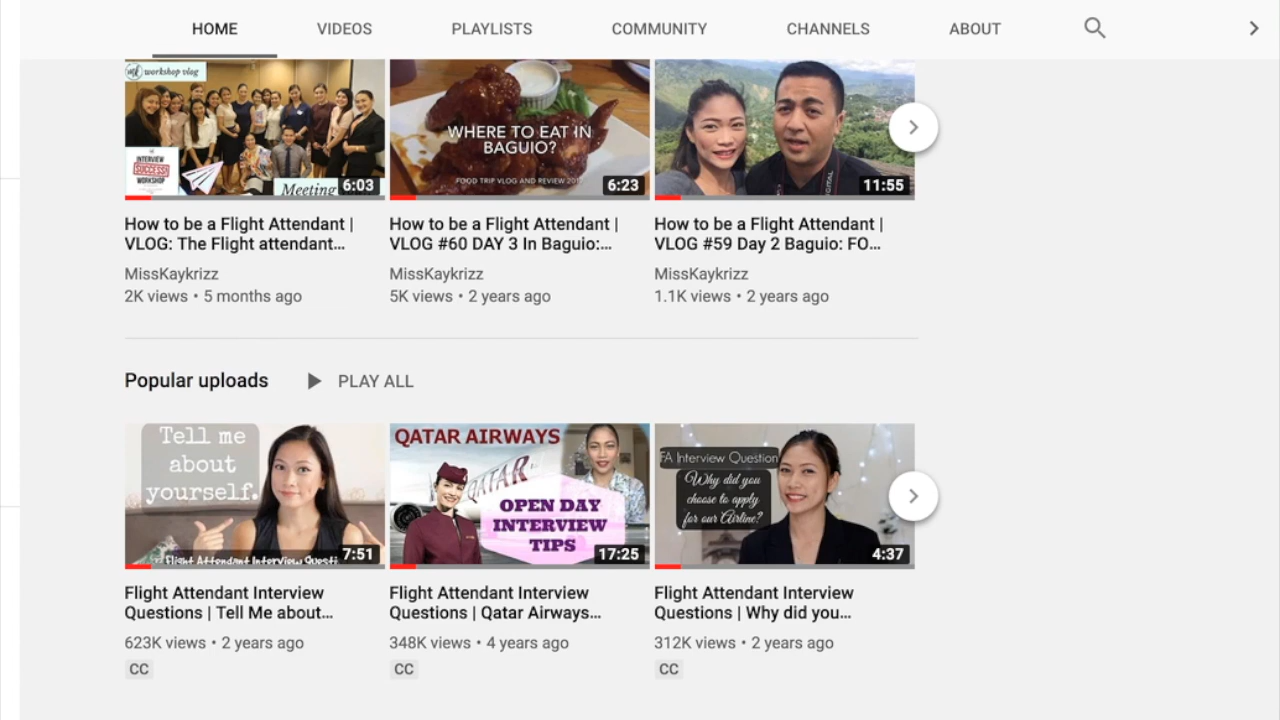 HOME VIDEOS PLAYLISTS COMMUNITY CHANNELS ABOUT
mk workshop vlog
INTERVIEW
SUCCESS
WORKSHOP
Meeting
6:03
WHERE TO EAT IN
BAGUIO?
FOOD TRIP VLOG AND REVIEW
6:23
11:55
How to be a Flight Attendant |
VLOG: The Flight attendant...
MissKaykrizz
2K views • 5 months ago
How to be a Flight Attendant |
VLOG #60 DAY 3 In Baguio:...
MissKaykrizz
5K views • 2 years ago
How to be a Flight Attendant |
VLOG #59 Day 2 Baguio: FO...
MissKaykrizz
1.1K views • 2 years ago
Popular uploads PLAY ALL
Tell me
about
yourself.
Flight Attendant Interview Questi
7:51
QATAR AIRWAYS
QATAR
OPEN DAY
INTERVIEW
TIPS
17:25
FA Interview Question
Why did you
choose to apply
for our Airline?
4:37
Flight Attendant Interview
Questions | Tell Me about...
623K views • 2 years ago
CC
Flight Attendant Interview
Questions | Qatar Airways...
348K views • 4 years ago
CC
Flight Attendant Interview
Questions | Why did you...
312K views • 2 years ago
CC